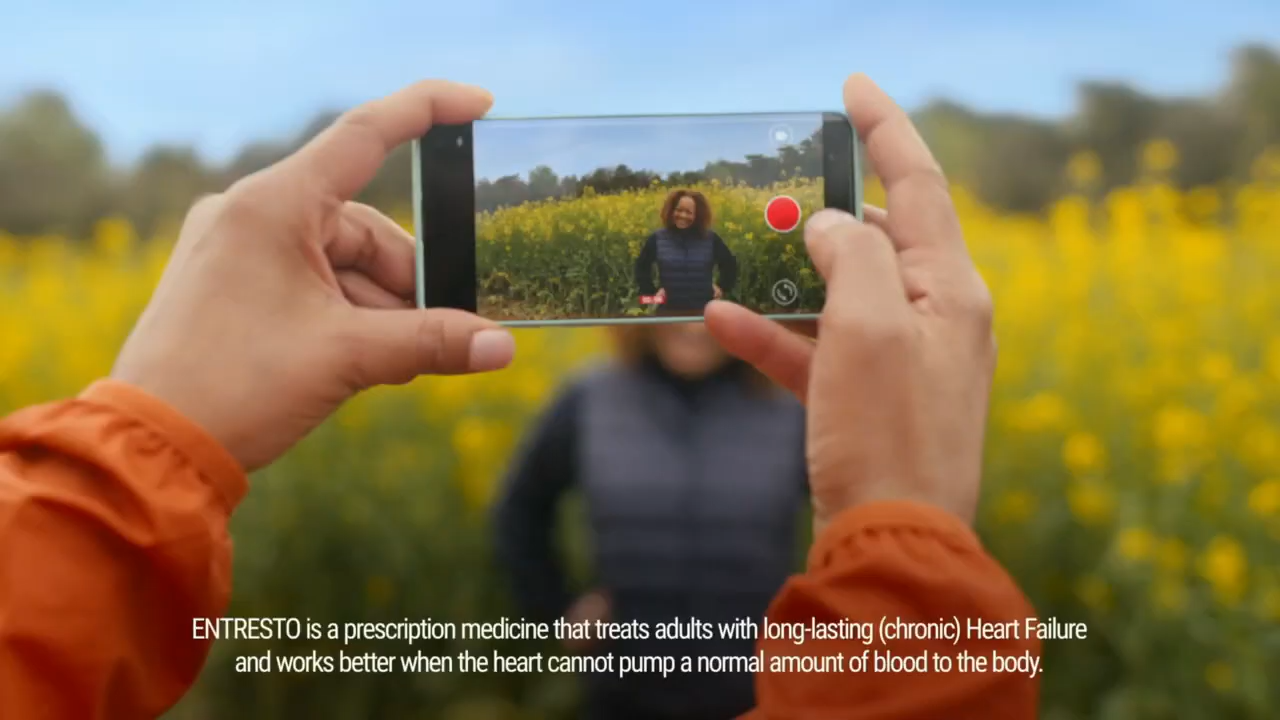 ENTRESTO is a prescription medicine that treats adults with long-lasting (chronic) Heart Failure
and works better when the heart cannot pump a normal amount of blood to the body.